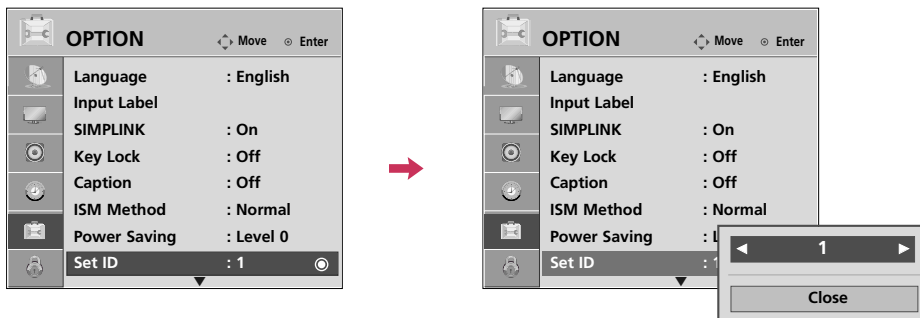 OPTION Move Enter
Language : English
Input Label
SIMPLINK : On
Key Lock : Off
Caption : Off
ISM Method : Normal
Power Saving : Level 0
Set ID : 1
OPTION Move Enter
Language : English
Input Label
SIMPLINK : On
Key Lock : Off
Caption : Off
ISM Method : Normal
Power Saving : L
Set ID : 1
1
Close